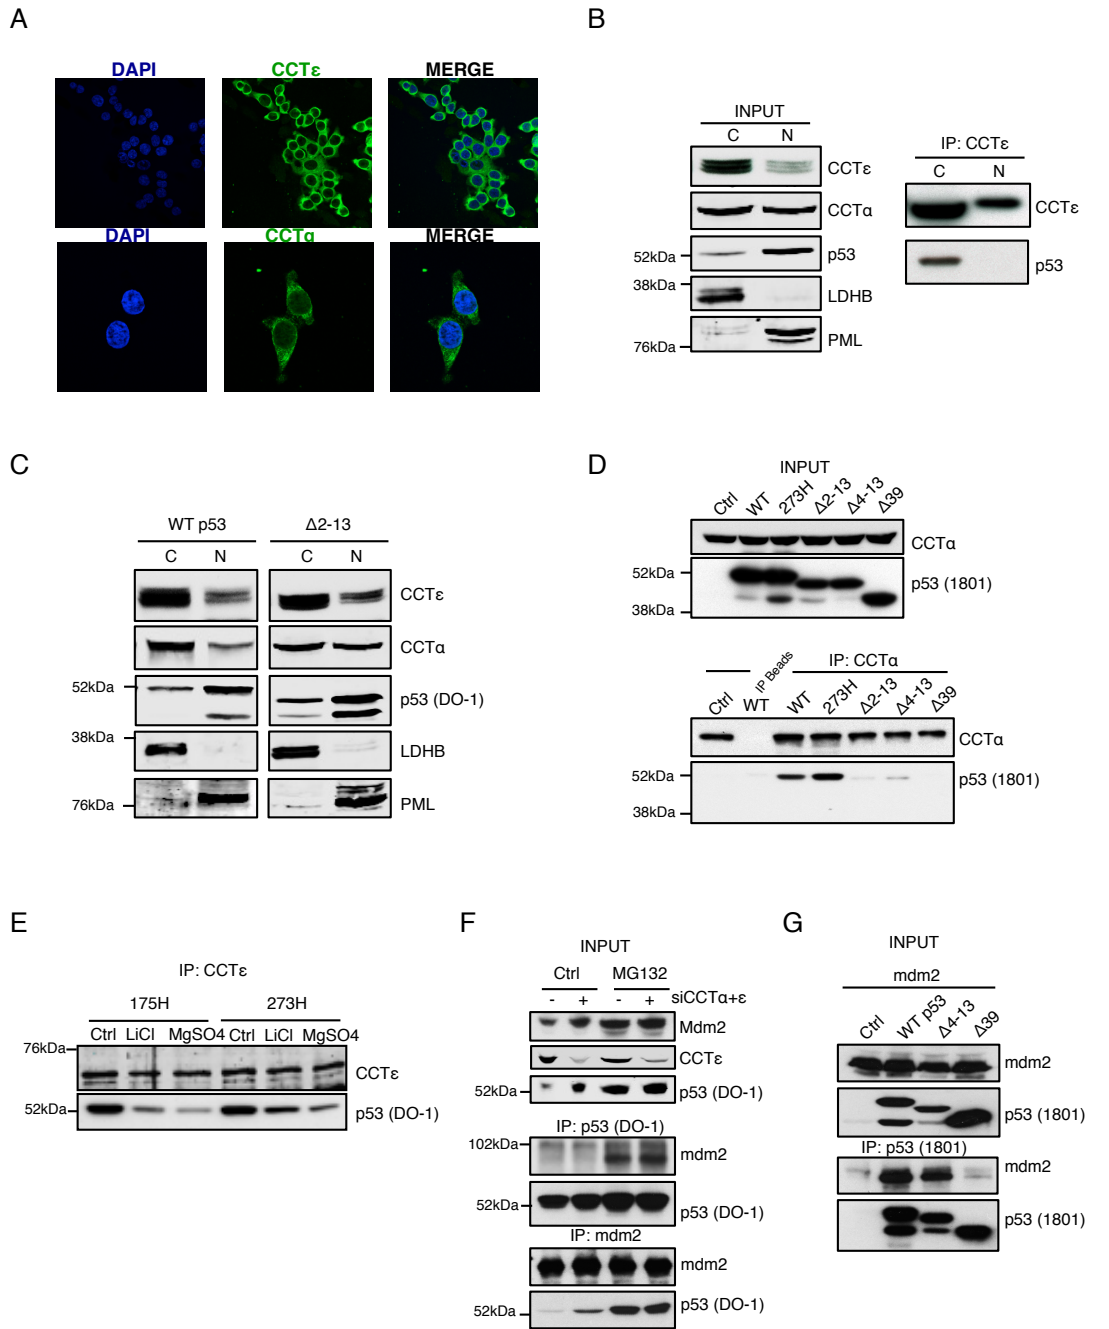 A
DAPI CCTε MERGE
DAPI CCTα MERGE
B
INPUT
C N
CCTε
CCTα
52kDa p53
38kDa LDHB
76kDa PML
IP: CCTε
C N
CCTε
p53
C
WT p53 Δ2-13
C N C N
CCTε
CCTα
52kDa p53 (DO-1)
38kDa LDHB
76kDa PML
D
INPUT
Ctrl WT 273H Δ2-13 Δ4-13 Δ39
CCTα
52kDa p53 (1801)
38kDa
IP Beads IP: CCTα
Ctrl WT WT 273H Δ2-13 Δ4-13 Δ39
CCTα
52kDa p53 (1801)
38kDa
E
IP: CCTε
175H 273H
Ctrl LiCl MgSO4 Ctrl LiCl MgSO4
76kDa CCTε
52kDa p53 (DO-1)
F
INPUT
Ctrl MG132
- + - + siCCTα+ε
Mdm2
CCTε
52kDa p53 (DO-1)
IP: p53 (DO-1)
102kDa mdm2
52kDa p53 (DO-1)
IP: mdm2
mdm2
52kDa p53 (DO-1)
G
INPUT
mdm2
Ctrl WT p53 Δ4-13 Δ39
mdm2
p53 (1801)
IP: p53 (1801)
mdm2
p53 (1801)